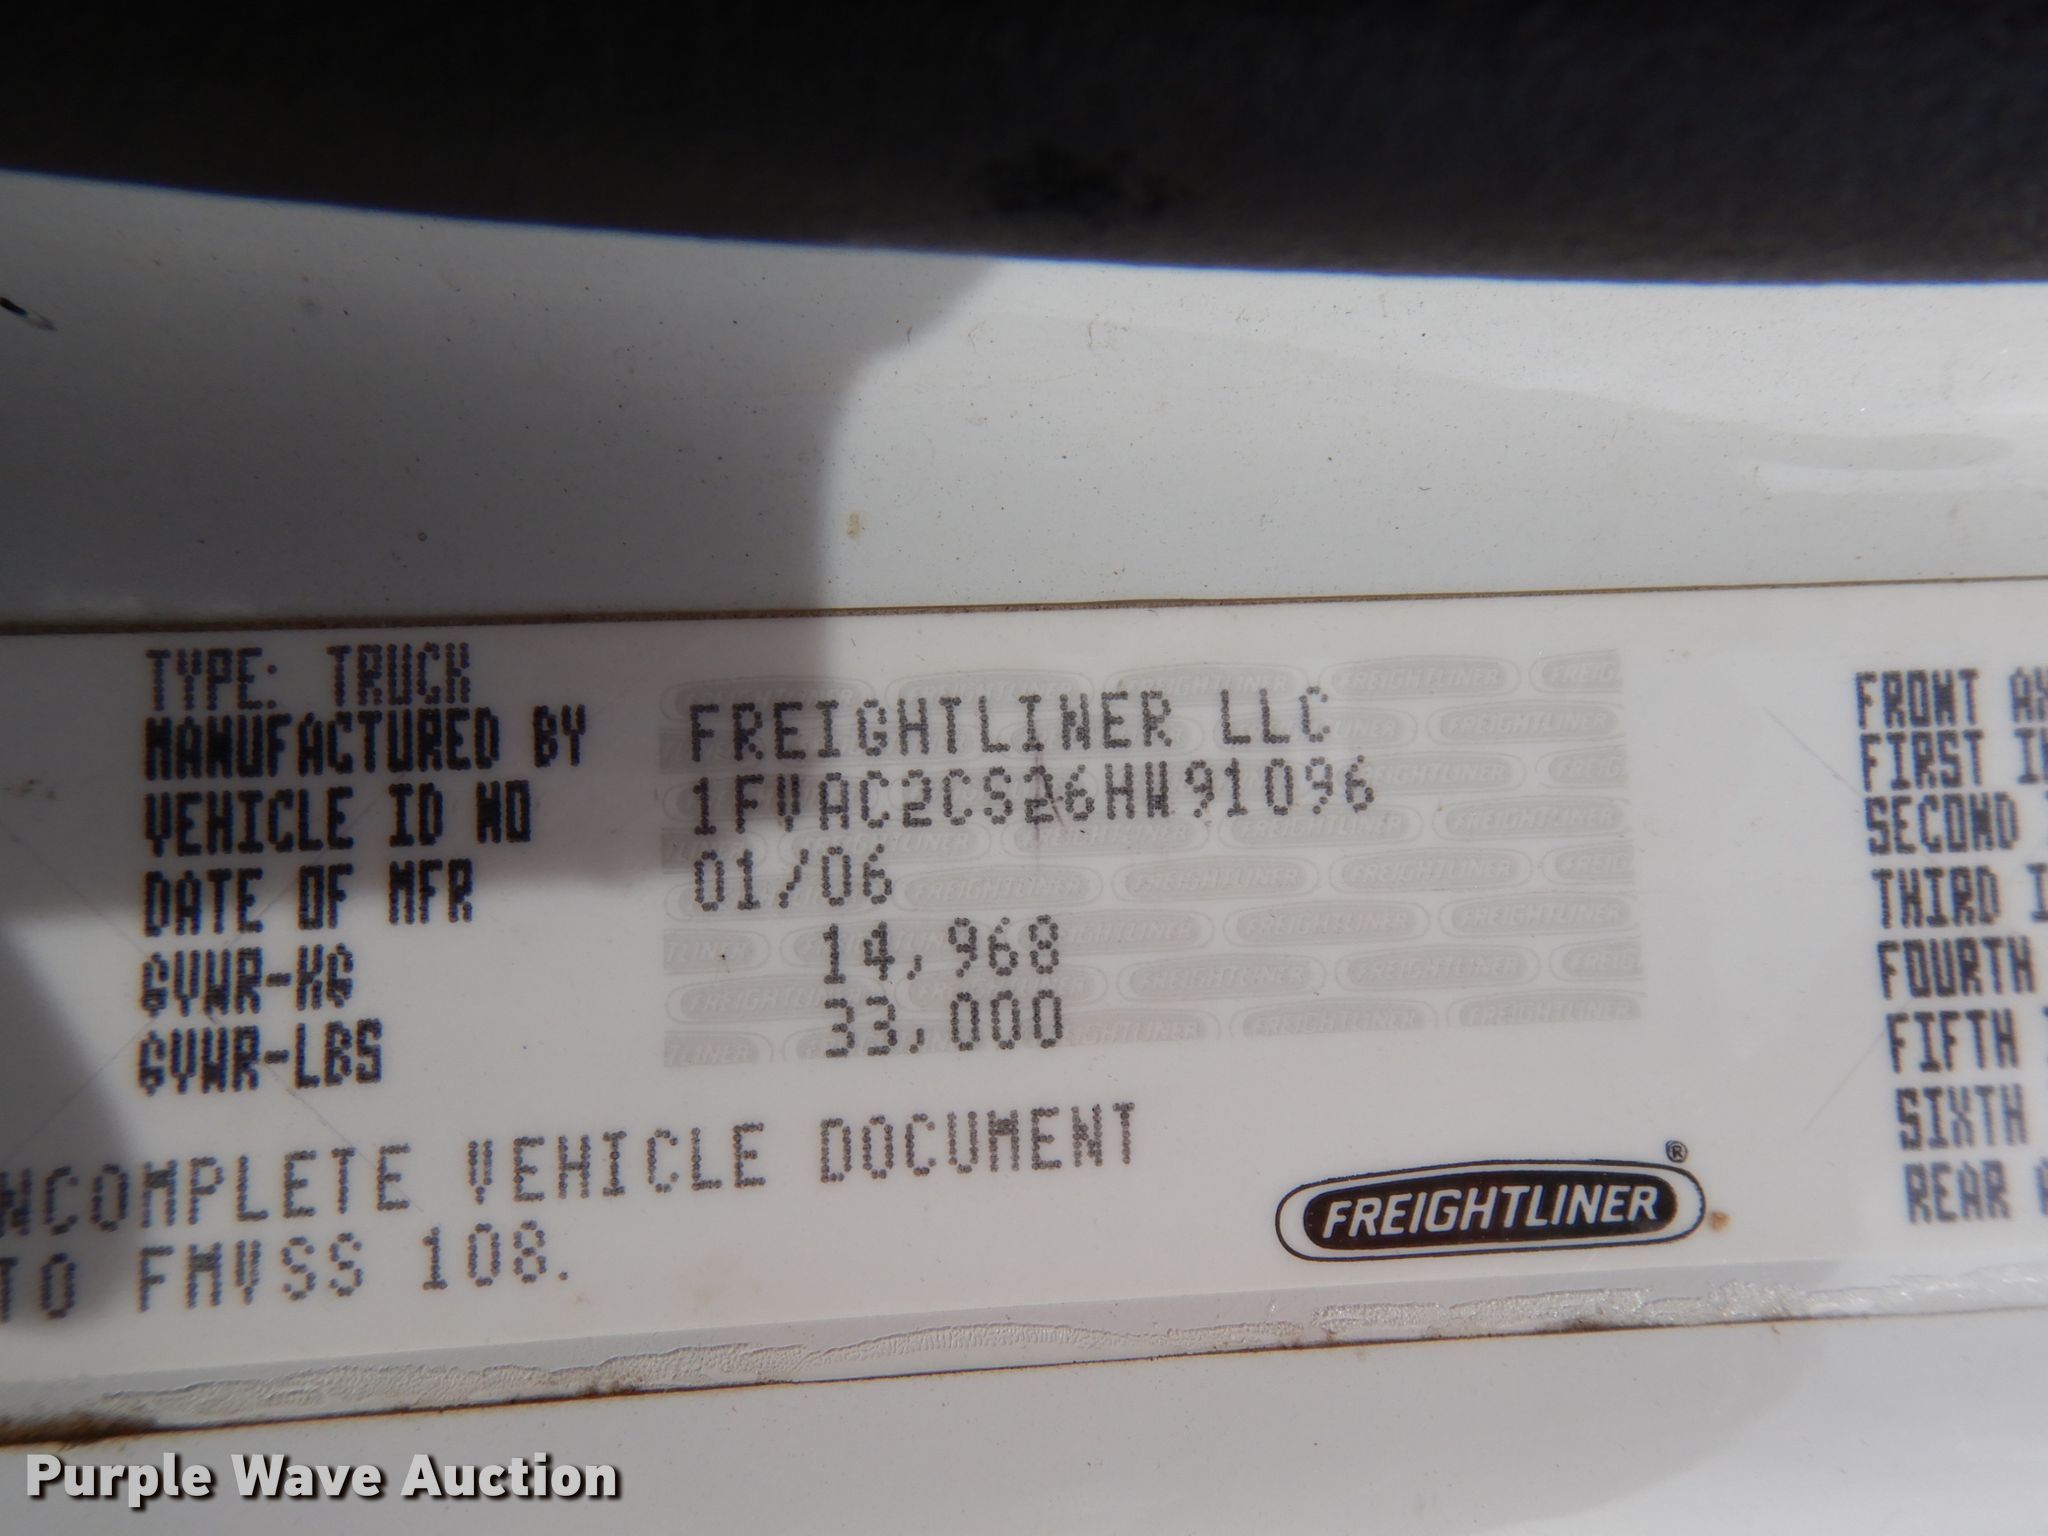 TYPE: TRUCK
MANUFACTURED BY FREIGHTLINER LLC
VEHICLE ID NO 1FVAC2CS26HW91096
DATE OF MFR 01/06
GVWR-KG 14,968
GVWR-LBS 33,000
NCOMPLETE VEHICLE DOCUMENT
TO FMVSS 108.
FREIGHTLINER®
FRONT AX
FIRST
SECOND
THIRD
FOURTH
FIFTH
SIXTH
REAR
Purple Wave Auction